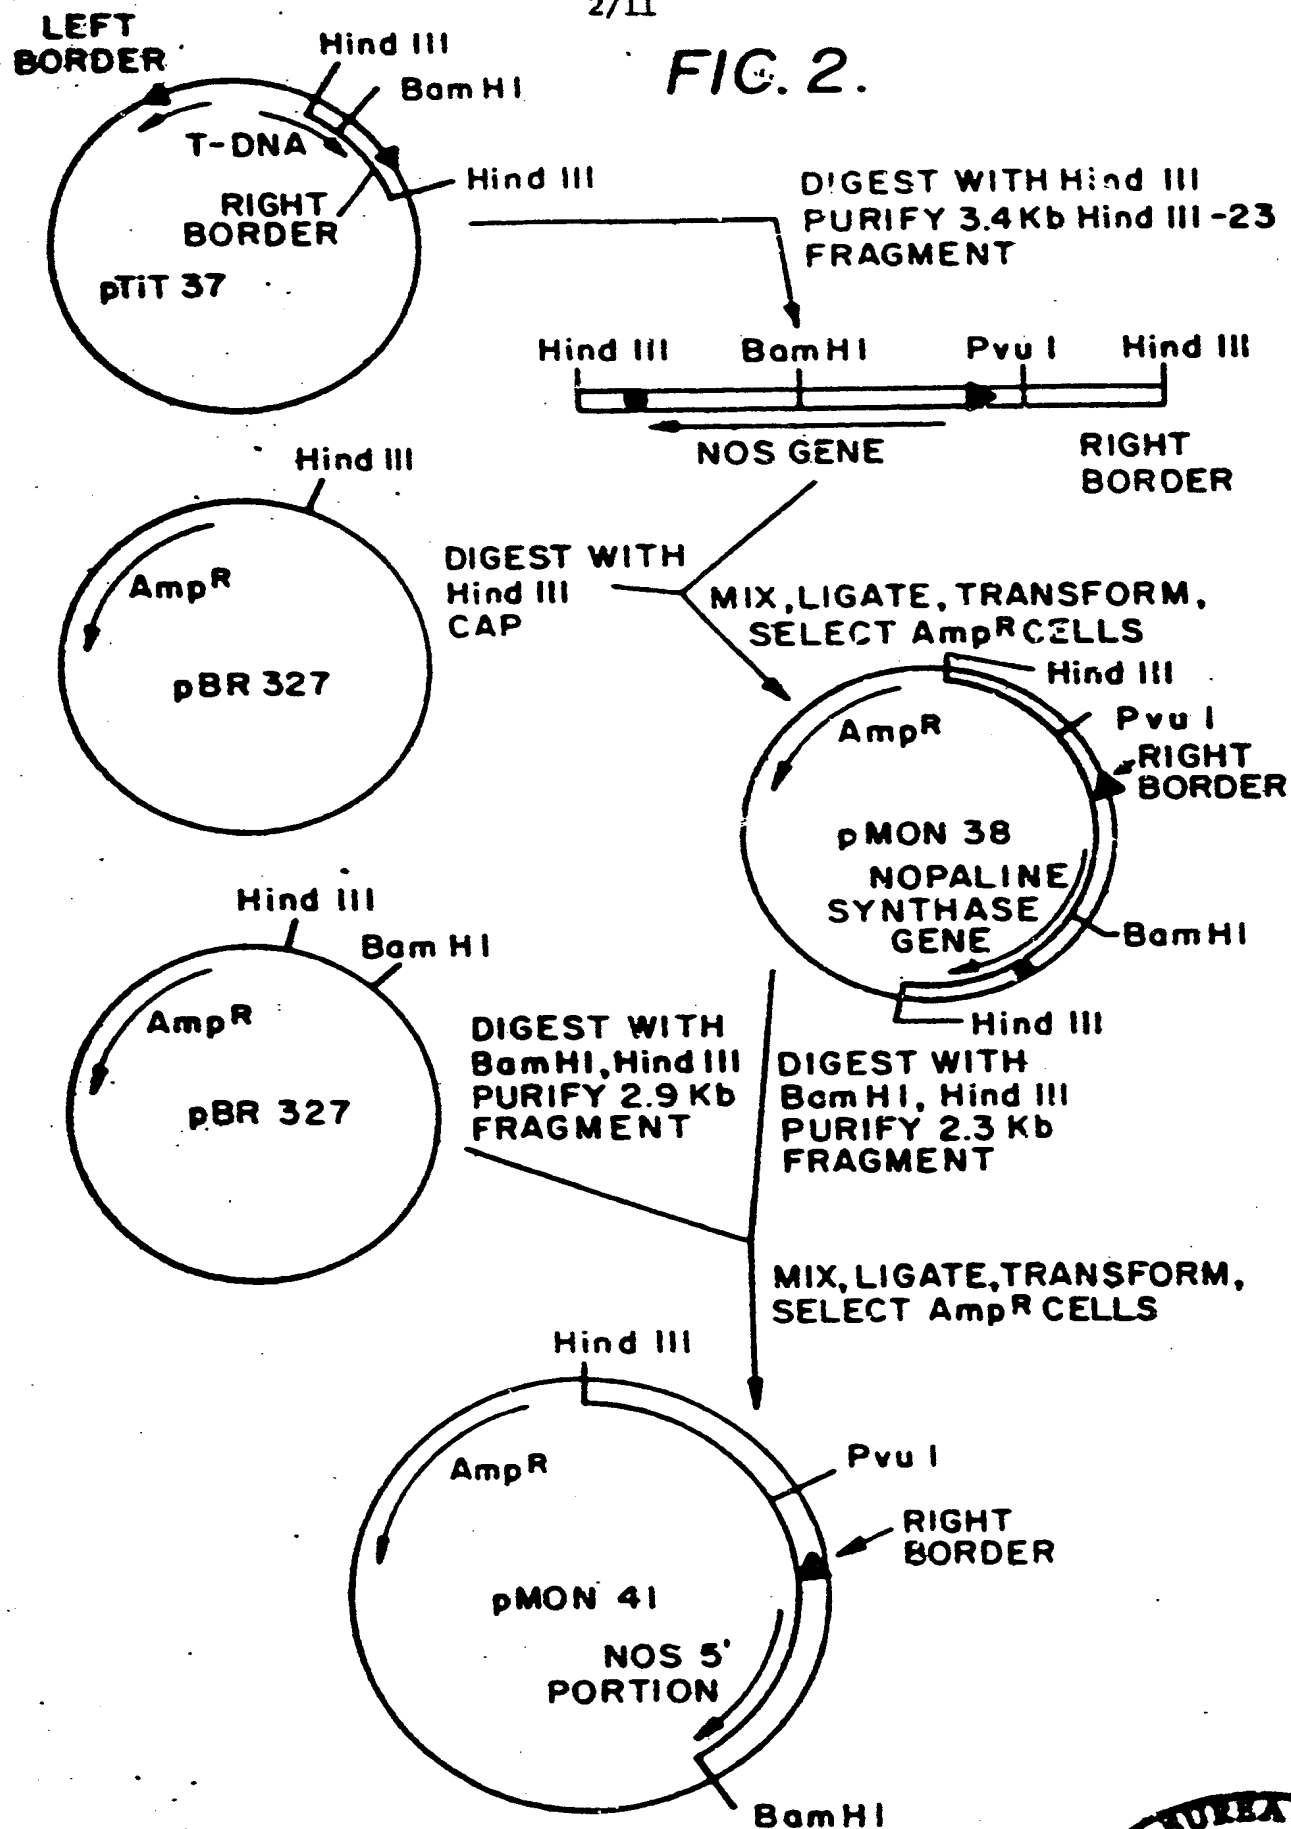 2/11
FIG. 2.
LEFT
BORDER
Hind III
Bam HI
T-DNA
RIGHT
BORDER
Hind III
pTiT 37
DIGEST WITH Hind III
PURIFY 3.4 Kb Hind III-23
FRAGMENT
Hind III
BamHI
Pvu I
Hind III
NOS GENE
RIGHT
BORDER
Hind III
AmpR
pBR 327
DIGEST WITH
Hind III
CAP
MIX, LIGATE, TRANSFORM,
SELECT AmpR CELLS
Hind III
Pvu I
RIGHT
BORDER
AmpR
pMON 38
NOPALINE
SYNTHASE
GENE
BamHI
Hind III
Hind III
Bam HI
AmpR
pBR 327
DIGEST WITH
BamHI, Hind III
PURIFY 2.9 Kb
FRAGMENT
DIGEST WITH
BamHI, Hind III
PURIFY 2.3 Kb
FRAGMENT
MIX, LIGATE, TRANSFORM,
SELECT AmpR CELLS
Hind III
Pvu I
AmpR
RIGHT
BORDER
pMON 41
NOS 5'
PORTION
BamHI